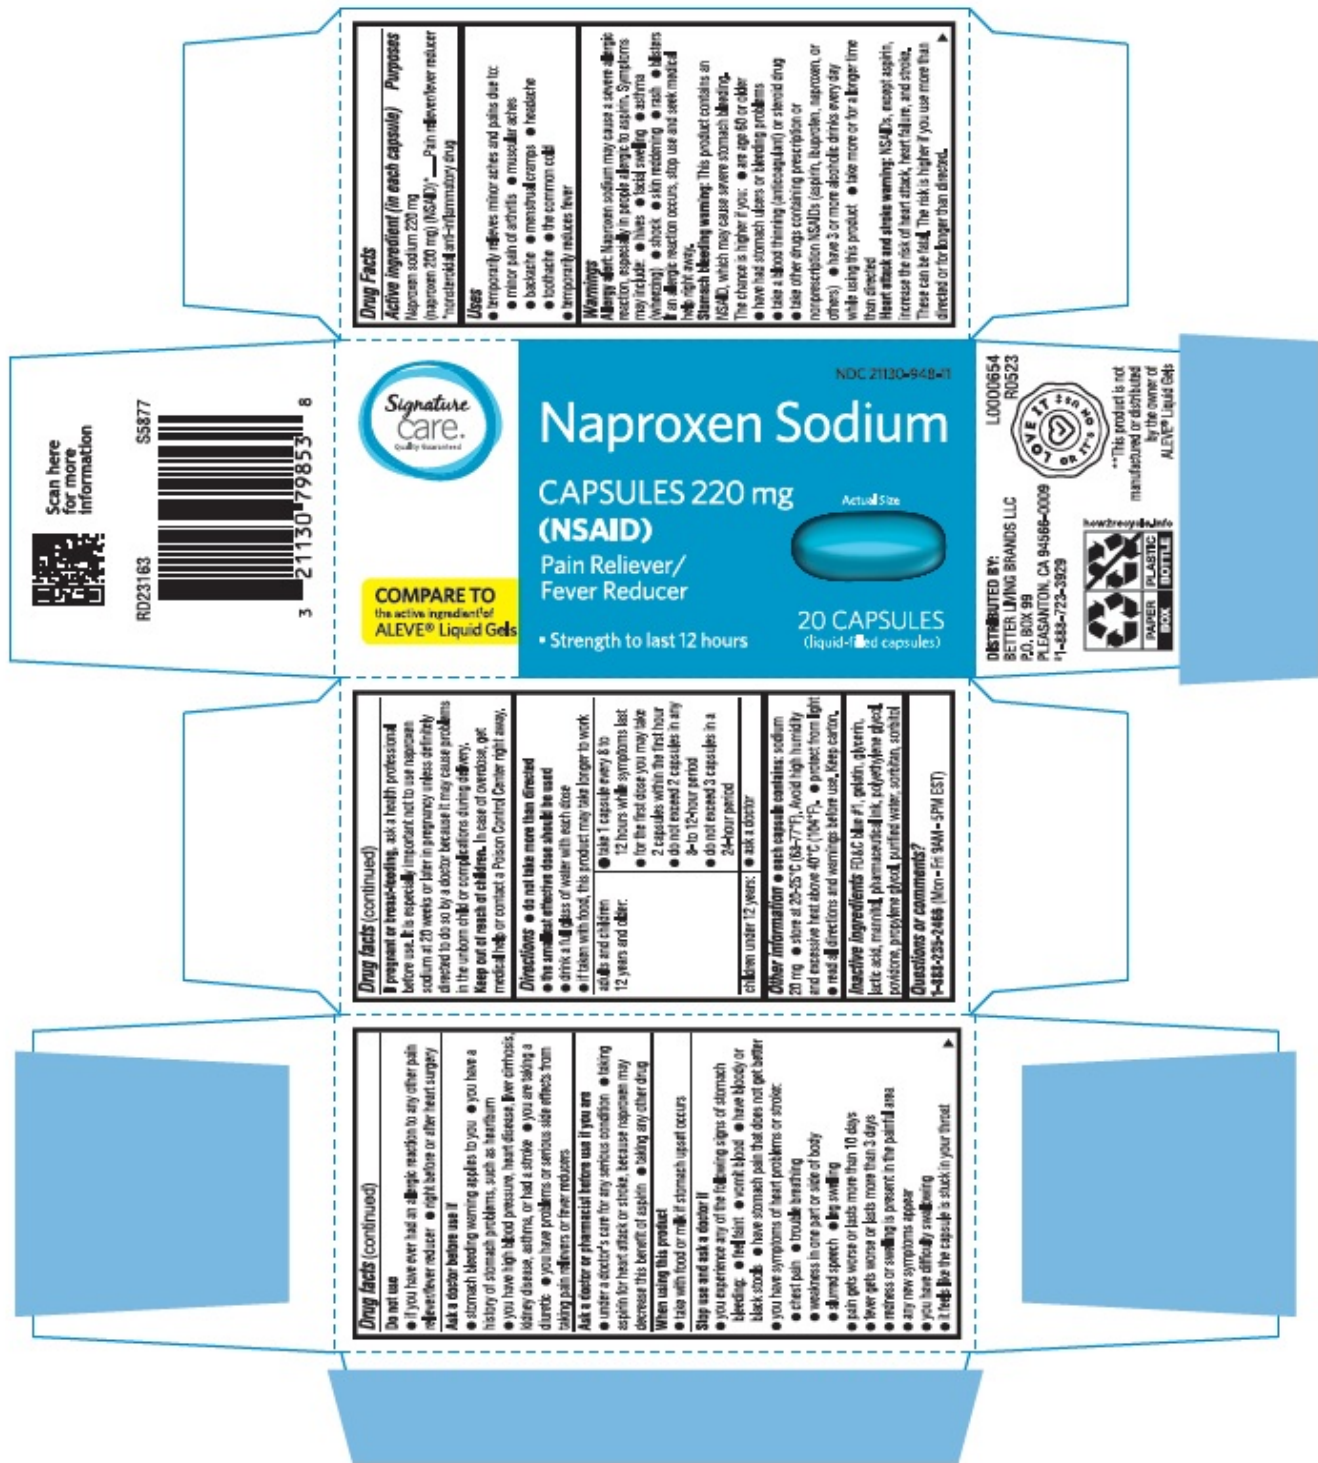 Drug Facts
Active ingredient (in each capsule) Purposes
Naproxen sodium 220 mg
(naproxen 200 mg) (NSAID)* Pain reliever/fever reducer
*nonsteroidal anti-inflammatory drug
Uses
● temporarily relieves minor aches and pains due to:
● minor pain of arthritis ● muscular aches
● backache ● menstrual cramps ● headache
● toothache ● the common cold
● temporarily reduces fever
Warnings
Allergy alert: Naproxen sodium may cause a severe allergic
reaction, especially in people allergic to aspirin. Symptoms
may include: ● hives ● facial swelling ● asthma
(wheezing) ● shock ● skin reddening ● rash ● blisters
If an allergic reaction occurs, stop use and seek medical
help right away.
Stomach bleeding warning: This product contains an
NSAID, which may cause severe stomach bleeding.
The chance is higher if you: ● are age 60 or older
● have had stomach ulcers or bleeding problems
● take a blood thinning (anticoagulant) or steroid drug
● take other drugs containing prescription or
nonprescription NSAIDs (aspirin, ibuprofen, naproxen, or
others) ● have 3 or more alcoholic drinks every day
while using this product ● take more or for a longer time
than directed
Heart attack and stroke warning: NSAIDs, except aspirin,
increase the risk of heart attack, heart failure, and stroke.
These can be fatal. The risk is higher if you use more than
directed or for longer than directed.
Scan here
for more
information
RD23163 S5877
3 21130 79853 8
Signature
care.
Quality Guaranteed
COMPARE TO
the active ingredient of
ALEVE® Liquid Gels
NDC 21130-948-11
Naproxen Sodium
CAPSULES 220 mg
(NSAID)
Pain Reliever/
Fever Reducer
• Strength to last 12 hours
Actual Size
20 CAPSULES
(liquid-filled capsules)
DISTRIBUTED BY:
BETTER LIVING BRANDS LLC
P.O. BOX 99
PLEASANTON, CA 94566-0009
1-888-723-3929
L0000654
R0523
LOVE IT
OR IT'S ON US
how2recycle.info
PAPER
BOX
PLASTIC
BOTTLE
**This product is not
manufactured or distributed
by the owner of
ALEVE® Liquid Gels
Drug facts (continued)
If pregnant or breast-feeding, ask a health professional
before use. It is especially important not to use naproxen
sodium at 20 weeks or later in pregnancy unless definitely
directed to do so by a doctor because it may cause problems
in the unborn child or complications during delivery.
Keep out of reach of children. In case of overdose, get
medical help or contact a Poison Control Center right away.
Directions ● do not take more than directed
● the smallest effective dose should be used
● drink a full glass of water with each dose
● if taken with food, this product may take longer to work
adults and children
12 years and older:
● take 1 capsule every 8 to
12 hours while symptoms last
● for the first dose you may take
2 capsules within the first hour
● do not exceed 2 capsules in any
8- to 12-hour period
● do not exceed 3 capsules in a
24-hour period
children under 12 years: ● ask a doctor
Other information ● each capsule contains: sodium
20 mg ● store at 20-25°C (68-77°F). Avoid high humidity
and excessive heat above 40°C (104°F). ● protect from light
● read all directions and warnings before use. Keep carton.
Inactive ingredients FD&C blue #1, gelatin, glycerin,
lactic acid, mannitol, pharmaceutical ink, polyethylene glycol,
povidone, propylene glycol, purified water, sorbitan, sorbitol
Questions or comments?
1-888-235-2466 (Mon - Fri 9AM - 5PM EST)
Drug facts (continued)
Do not use
● if you have ever had an allergic reaction to any other pain
reliever/fever reducer ● right before or after heart surgery
Ask a doctor before use if
● stomach bleeding warning applies to you ● you have a
history of stomach problems, such as heartburn
● you have high blood pressure, heart disease, liver cirrhosis,
kidney disease, asthma, or had a stroke ● you are taking a
diuretic ● you have problems or serious side effects from
taking pain relievers or fever reducers
Ask a doctor or pharmacist before use if you are
● under a doctor's care for any serious condition ● taking
aspirin for heart attack or stroke, because naproxen may
decrease this benefit of aspirin ● taking any other drug
When using this product
● take with food or milk if stomach upset occurs
Stop use and ask a doctor if
● you experience any of the following signs of stomach
bleeding: ● feel faint ● vomit blood ● have bloody or
black stools ● have stomach pain that does not get better
● you have symptoms of heart problems or stroke:
● chest pain ● trouble breathing
● weakness in one part or side of body
● slurred speech ● leg swelling
● pain gets worse or lasts more than 10 days
● fever gets worse or lasts more than 3 days
● redness or swelling is present in the painful area
● any new symptoms appear
● you have difficulty swallowing
● it feels like the capsule is stuck in your throat